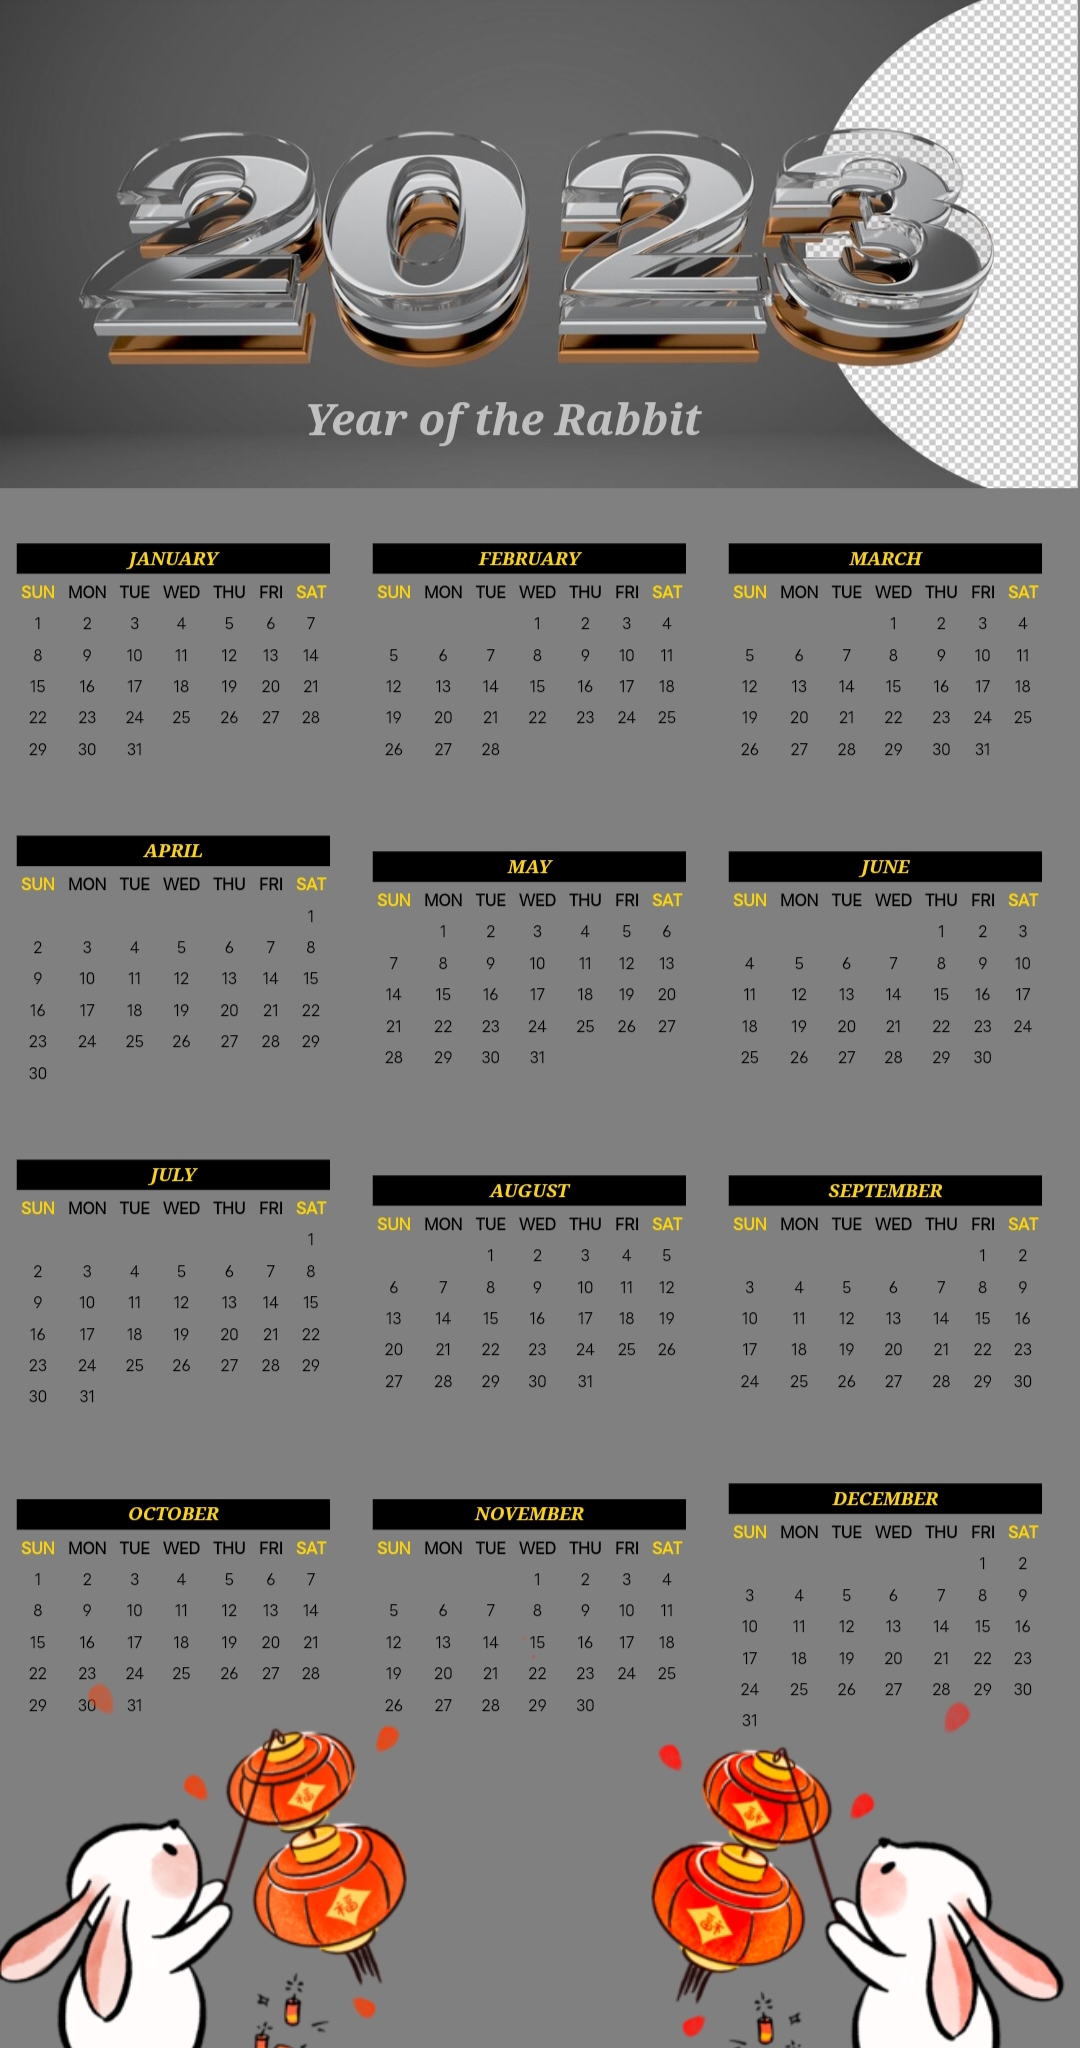 2023
Year of the Rabbit
JANUARY
SUN MON TUE WED THU FRI SAT
1 2 3 4 5 6 7
8 9 10 11 12 13 14
15 16 17 18 19 20 21
22 23 24 25 26 27 28
29 30 31
FEBRUARY
SUN MON TUE WED THU FRI SAT
1 2 3 4
5 6 7 8 9 10 11
12 13 14 15 16 17 18
19 20 21 22 23 24 25
26 27 28
MARCH
SUN MON TUE WED THU FRI SAT
1 2 3 4
5 6 7 8 9 10 11
12 13 14 15 16 17 18
19 20 21 22 23 24 25
26 27 28 29 30 31
APRIL
SUN MON TUE WED THU FRI SAT
1
2 3 4 5 6 7 8
9 10 11 12 13 14 15
16 17 18 19 20 21 22
23 24 25 26 27 28 29
30
MAY
SUN MON TUE WED THU FRI SAT
1 2 3 4 5 6
7 8 9 10 11 12 13
14 15 16 17 18 19 20
21 22 23 24 25 26 27
28 29 30 31
JUNE
SUN MON TUE WED THU FRI SAT
1 2 3
4 5 6 7 8 9 10
11 12 13 14 15 16 17
18 19 20 21 22 23 24
25 26 27 28 29 30
JULY
SUN MON TUE WED THU FRI SAT
1
2 3 4 5 6 7 8
9 10 11 12 13 14 15
16 17 18 19 20 21 22
23 24 25 26 27 28 29
30 31
AUGUST
SUN MON TUE WED THU FRI SAT
1 2 3 4 5
6 7 8 9 10 11 12
13 14 15 16 17 18 19
20 21 22 23 24 25 26
27 28 29 30 31
SEPTEMBER
SUN MON TUE WED THU FRI SAT
1 2
3 4 5 6 7 8 9
10 11 12 13 14 15 16
17 18 19 20 21 22 23
24 25 26 27 28 29 30
OCTOBER
SUN MON TUE WED THU FRI SAT
1 2 3 4 5 6 7
8 9 10 11 12 13 14
15 16 17 18 19 20 21
22 23 24 25 26 27 28
29 30 31
NOVEMBER
SUN MON TUE WED THU FRI SAT
1 2 3 4
5 6 7 8 9 10 11
12 13 14 15 16 17 18
19 20 21 22 23 24 25
26 27 28 29 30
DECEMBER
SUN MON TUE WED THU FRI SAT
1 2
3 4 5 6 7 8 9
10 11 12 13 14 15 16
17 18 19 20 21 22 23
24 25 26 27 28 29 30
31
福
福
福
福